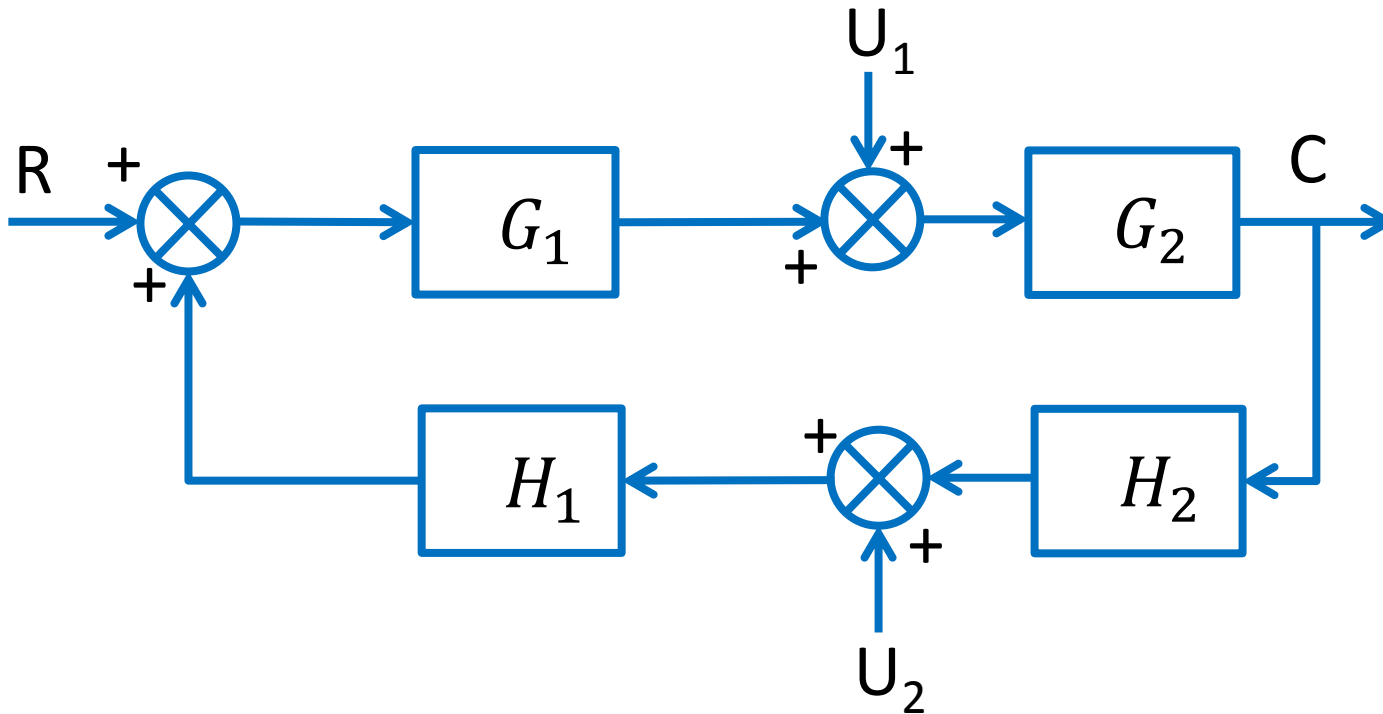 U₁
R + + C
G₁ G₂
+ +
+
H₁ H₂
+
U₂